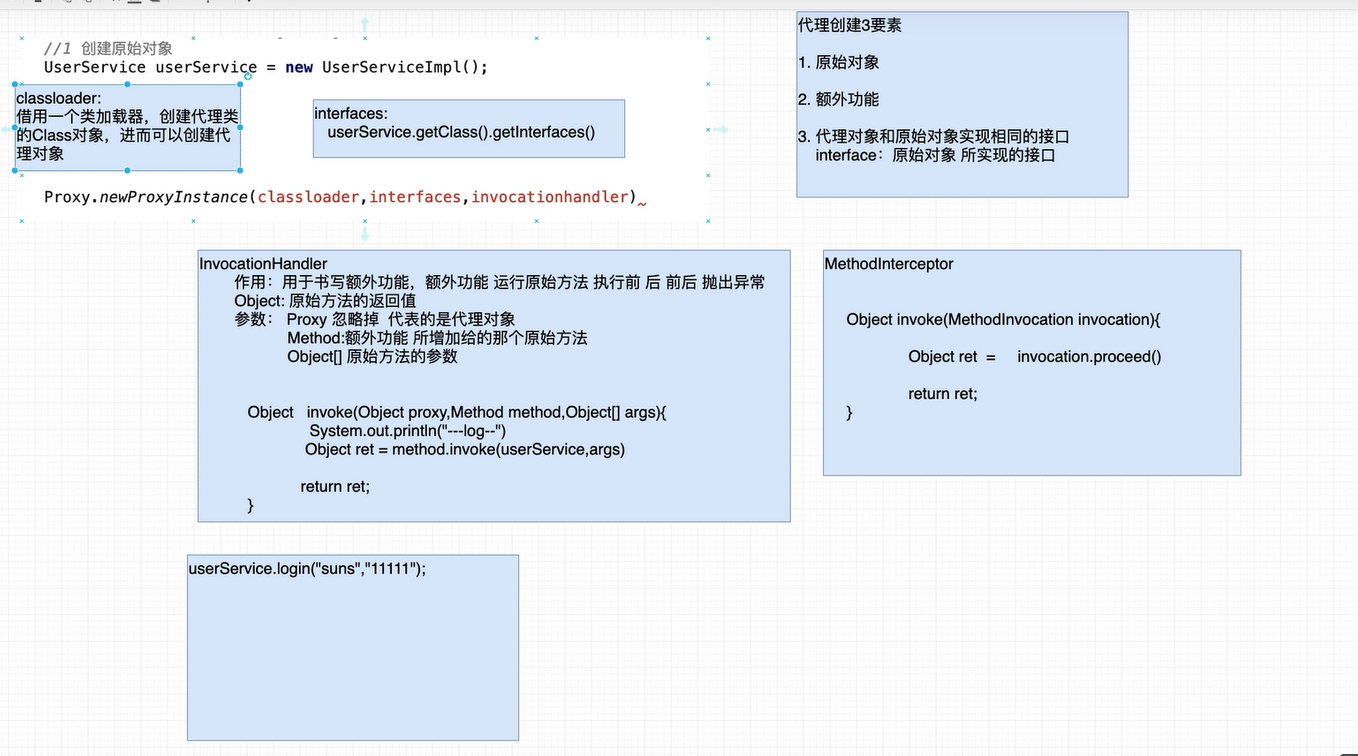 //1 创建原始对象
UserService userService = new UserServiceImpl();
classloader:
借用一个类加载器，创建代理类
的Class对象，进而可以创建代
理对象
interfaces:
userService.getClass().getInterfaces()
Proxy.newProxyInstance(classloader,interfaces,invocationhandler)
代理创建3要素
1. 原始对象
2. 额外功能
3. 代理对象和原始对象实现相同的接口
interface：原始对象 所实现的接口
InvocationHandler
作用：用于书写额外功能，额外功能 运行原始方法 执行前 后 前后 抛出异常
Object: 原始方法的返回值
参数： Proxy 忽略掉 代表的是代理对象
Method:额外功能 所增加给的那个原始方法
Object[] 原始方法的参数
Object invoke(Object proxy,Method method,Object[] args){
System.out.println("---log--")
Object ret = method.invoke(userService,args)
return ret;
}
MethodInterceptor
Object invoke(MethodInvocation invocation){
Object ret = invocation.proceed()
return ret;
}
userService.login("suns","11111");